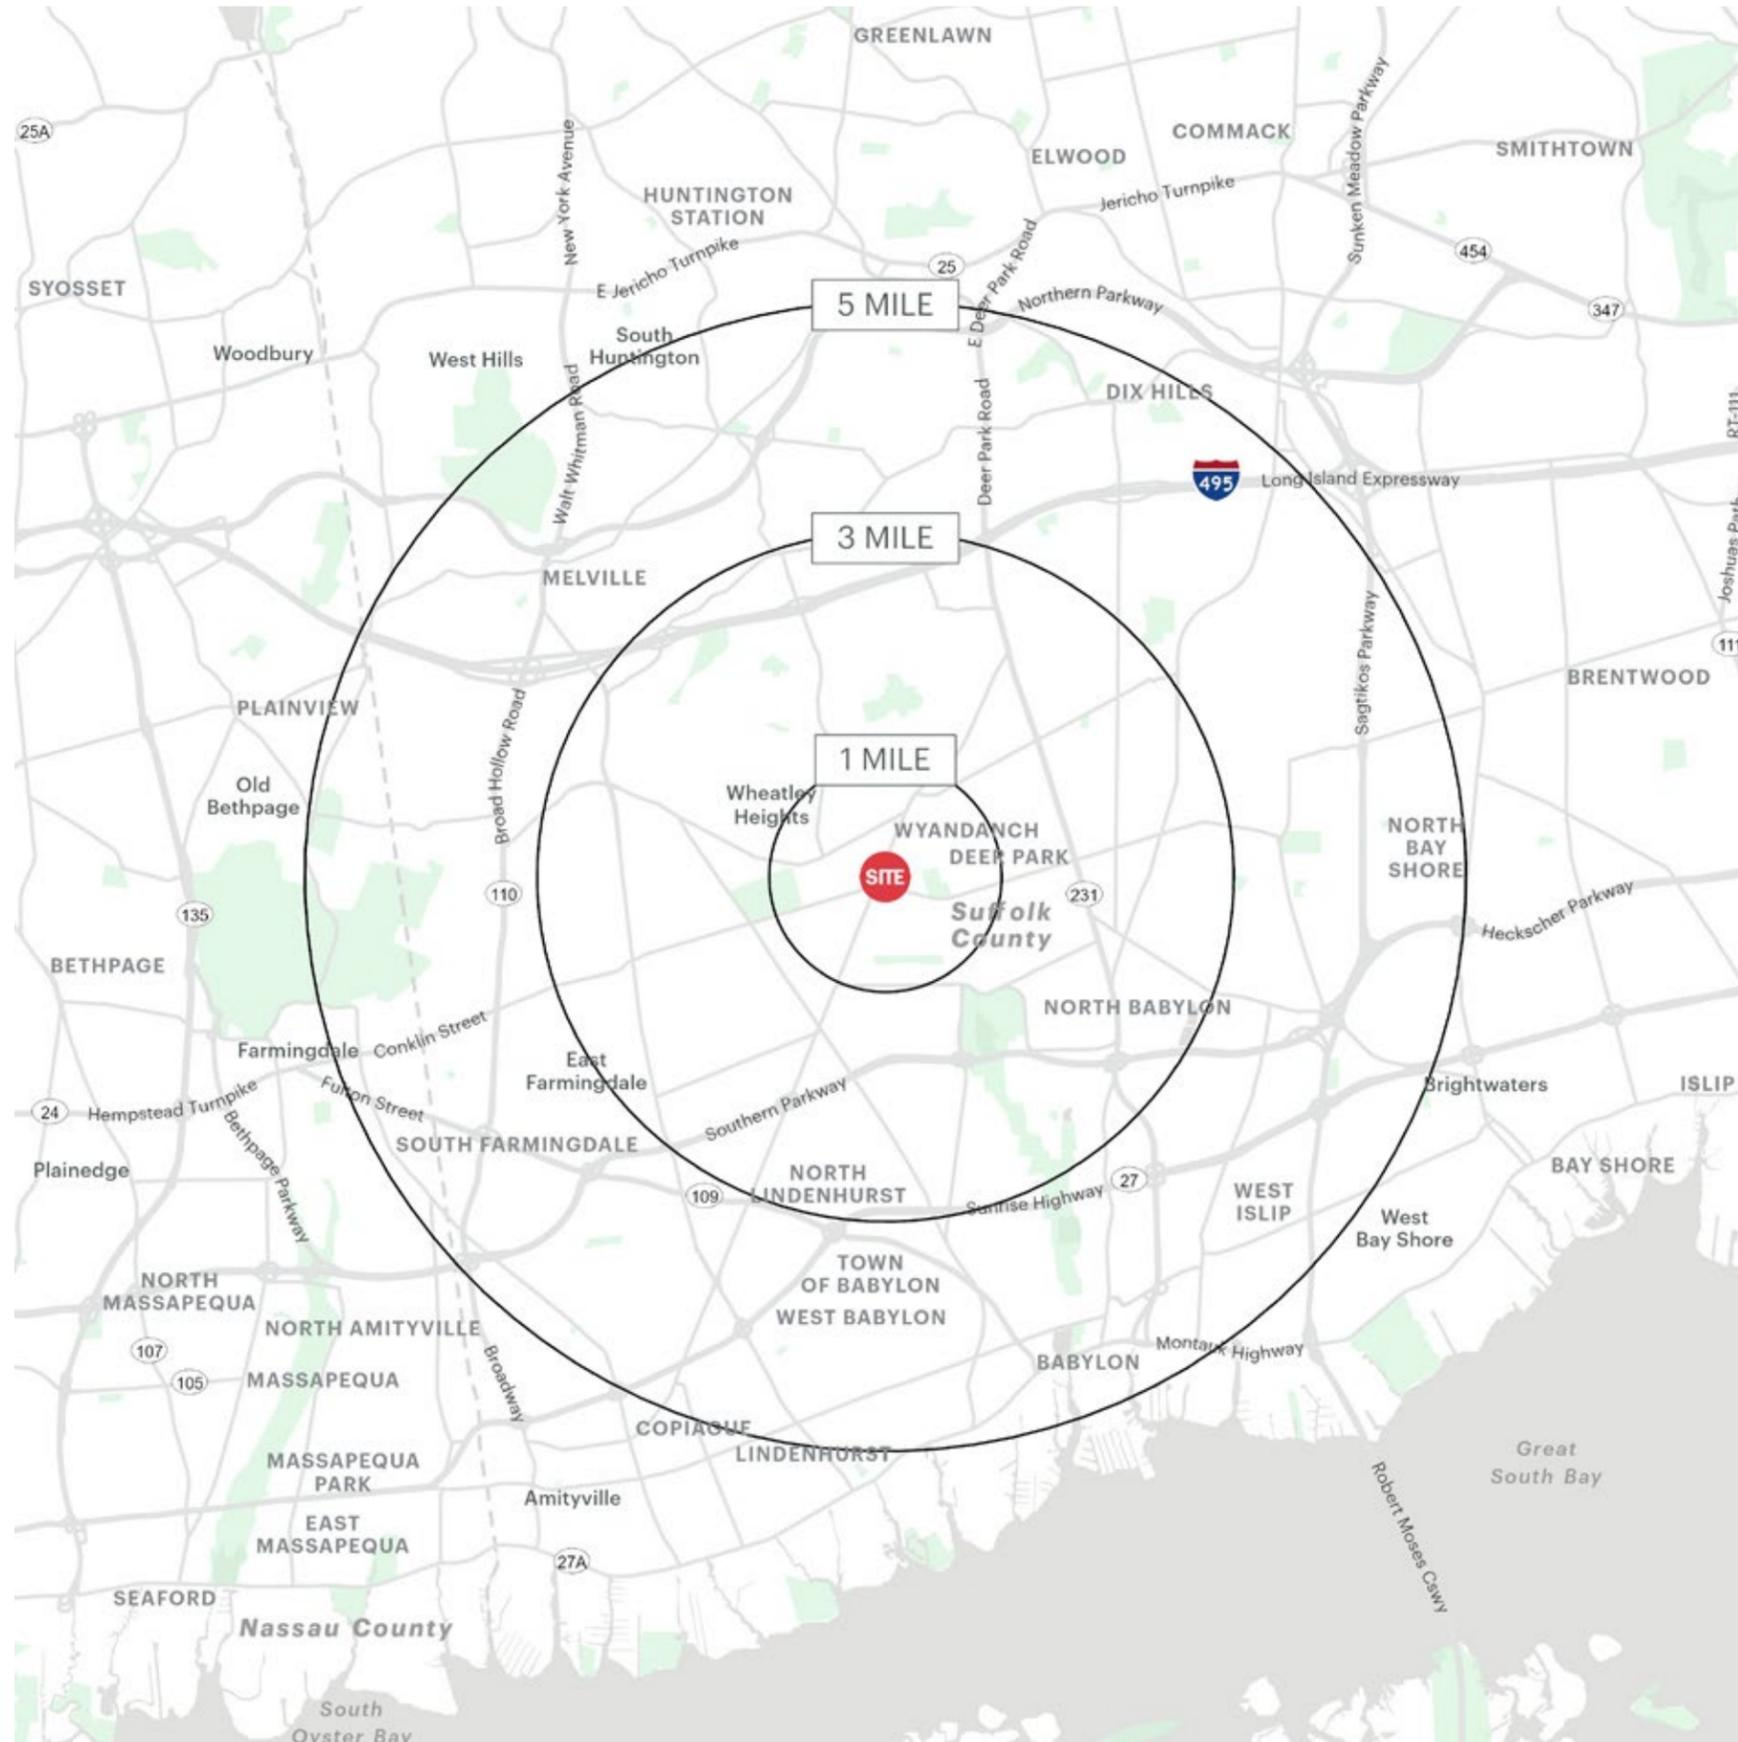 GREENLAWN
COMMACK
25A
SMITHTOWN
ELWOOD
Sunken Meadow Parkway
New York Avenue
Jericho Turnpike
HUNTINGTON
STATION
E Jericho Turnpike
454
25
E Deer Park Road
SYOSSET
Northern Parkway
5 MILE
347
South
Huntington
Woodbury
West Hills
DIX HILLS
RT-111
Walt Whitman Road
Deer Park Road
495
Long Island Expressway
3 MILE
Joshuas Path
MELVILLE
111
Sagtikos Parkway
BRENTWOOD
PLAINVIEW
Broad Hollow Road
1 MILE
Old
Bethpage
Wheatley
Heights
WYANDANCH
DEER PARK
NORTH
BAY
SHORE
SITE
110
231
135
Suffolk
County
Heckscher Parkway
BETHPAGE
NORTH BABYLON
Conklin Street
Farmingdale
East
Farmingdale
Brightwaters
ISLIP
24
Hempstead Turnpike
Fulton Street
Southern Parkway
SOUTH FARMINGDALE
Bethpage Parkway
Plainedge
BAY SHORE
NORTH
LINDENHURST
109
27
Sunrise Highway
WEST
ISLIP
West
Bay Shore
TOWN
OF BABYLON
WEST BABYLON
NORTH
MASSAPEQUA
NORTH AMITYVILLE
107
105
MASSAPEQUA
Broadway
Montauk Highway
BABYLON
COPIAGUE
LINDENHURST
Great
South Bay
MASSAPEQUA
PARK
Amityville
Robert Moses Cswy
EAST
MASSAPEQUA
27A
SEAFORD
Nassau County
South
Oyster Bay